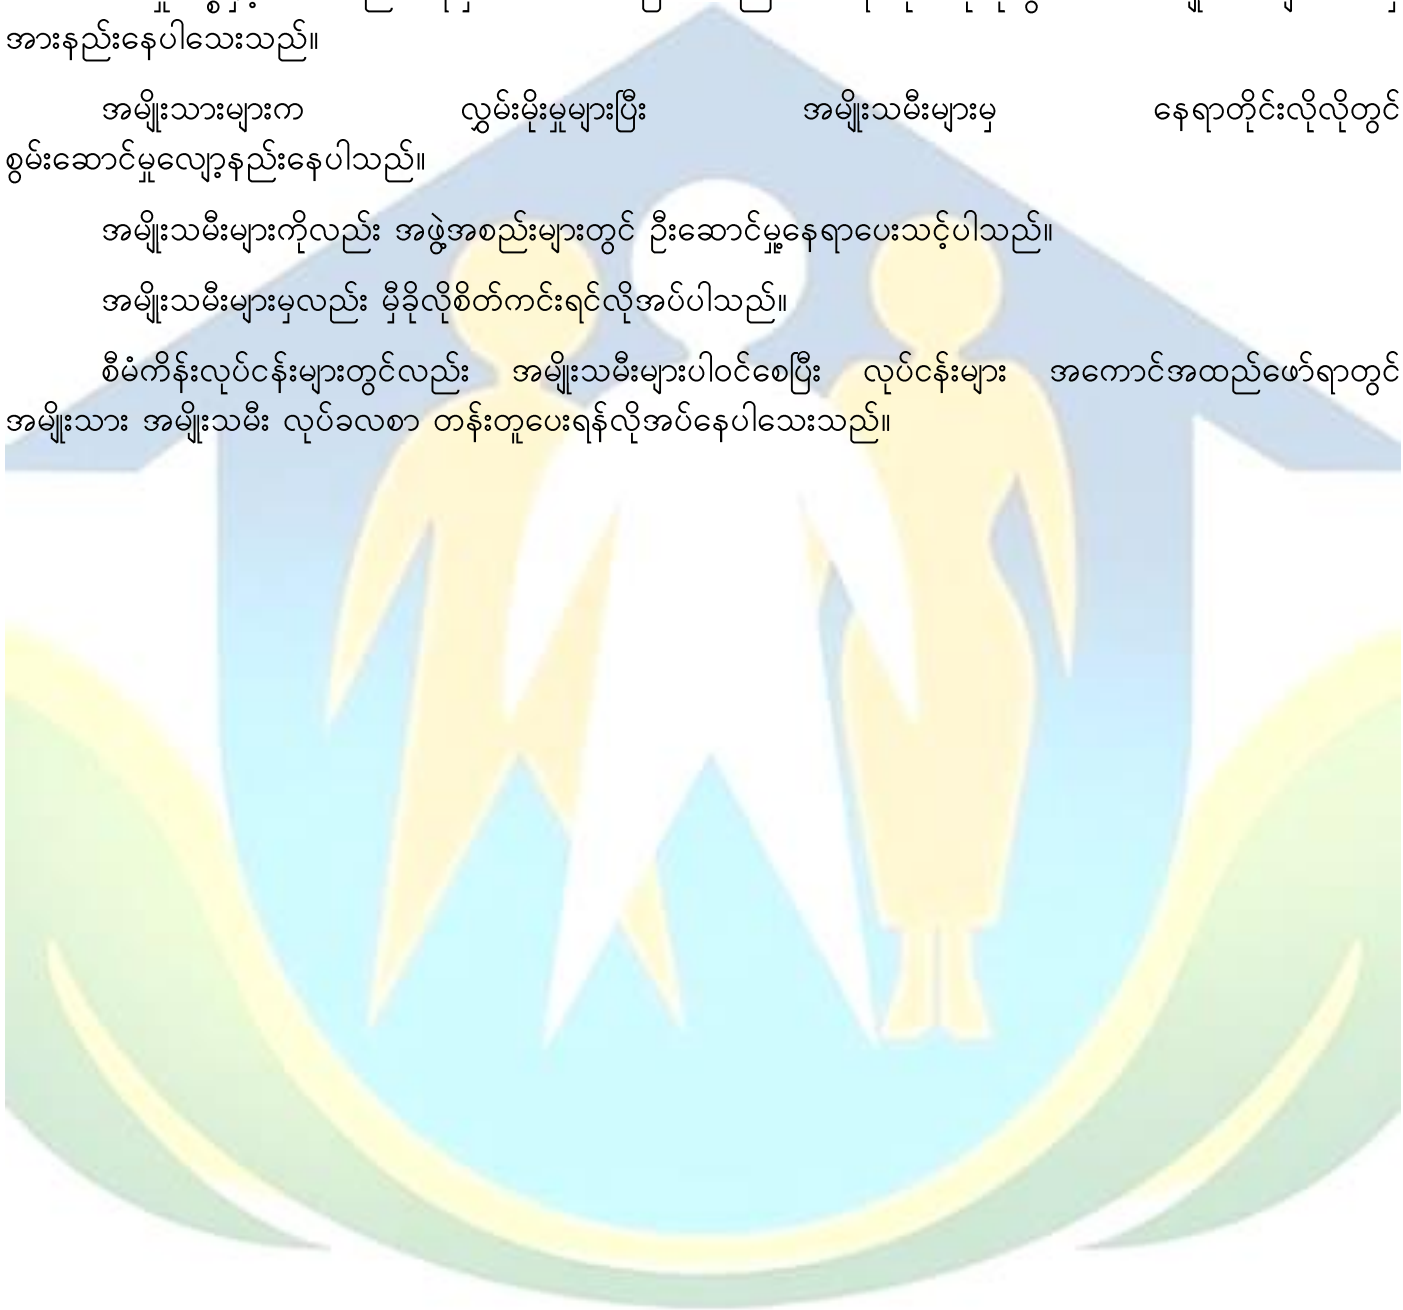 အားနည်းနေပါသေးသည်။
အမျိုးသားများက လွှမ်းမိုးမှုများပြီး အမျိုးသမီးများမှ နေရာတိုင်းလိုလိုတွင်
စွမ်းဆောင်မှုလျော့နည်းနေပါသည်။
အမျိုးသမီးများကိုလည်း အဖွဲ့အစည်းများတွင် ဦးဆောင်မှု့နေရာပေးသင့်ပါသည်။
အမျိုးသမီးများမှလည်း မှီခိုလိုစိတ်ကင်းရင်လိုအပ်ပါသည်။
စီမံကိန်းလုပ်ငန်းများတွင်လည်း အမျိုးသမီးများပါဝင်စေပြီး လုပ်ငန်းများ အကောင်အထည်ဖော်ရာတွင်
အမျိုးသား အမျိုးသမီး လုပ်ခလစာ တန်းတူပေးရန်လိုအပ်နေပါသေးသည်။